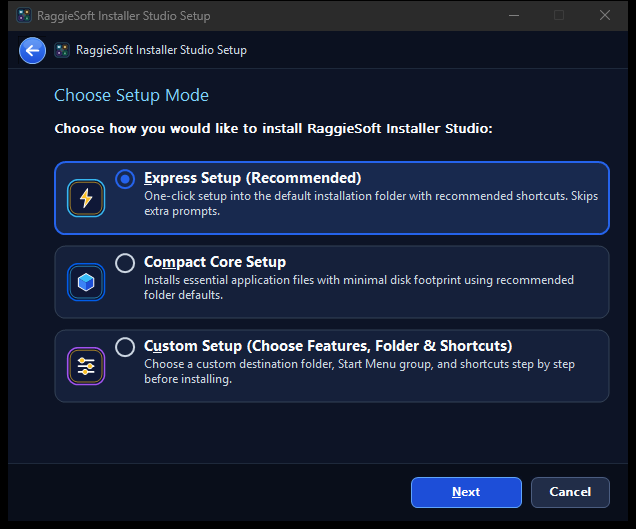 RaggieSoft Installer Studio Setup
RaggieSoft Installer Studio Setup
Choose Setup Mode
Choose how you would like to install RaggieSoft Installer Studio:
Express Setup (Recommended)
One-click setup into the default installation folder with recommended shortcuts. Skips
extra prompts.
Compact Core Setup
Installs essential application files with minimal disk footprint using recommended
folder defaults.
Custom Setup (Choose Features, Folder & Shortcuts)
Choose a custom destination folder, Start Menu group, and shortcuts step by step
before installing.
Next
Cancel